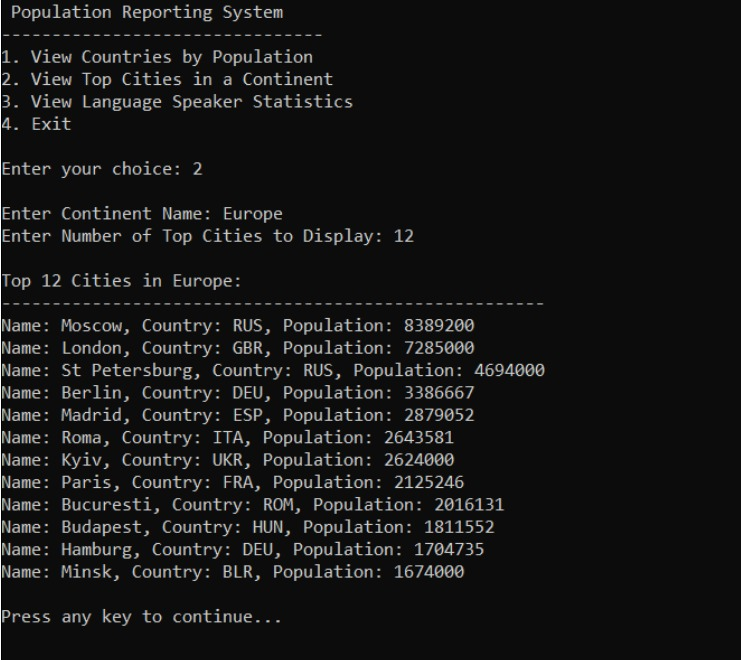 Population Reporting System
--------------------------------
1. View Countries by Population
2. View Top Cities in a Continent
3. View Language Speaker Statistics
4. Exit
Enter your choice: 2
Enter Continent Name: Europe
Enter Number of Top Cities to Display: 12
Top 12 Cities in Europe:
------------------------------------------------------
Name: Moscow, Country: RUS, Population: 8389200
Name: London, Country: GBR, Population: 7285000
Name: St Petersburg, Country: RUS, Population: 4694000
Name: Berlin, Country: DEU, Population: 3386667
Name: Madrid, Country: ESP, Population: 2879052
Name: Roma, Country: ITA, Population: 2643581
Name: Kyiv, Country: UKR, Population: 2624000
Name: Paris, Country: FRA, Population: 2125246
Name: Bucuresti, Country: ROM, Population: 2016131
Name: Budapest, Country: HUN, Population: 1811552
Name: Hamburg, Country: DEU, Population: 1704735
Name: Minsk, Country: BLR, Population: 1674000
Press any key to continue...